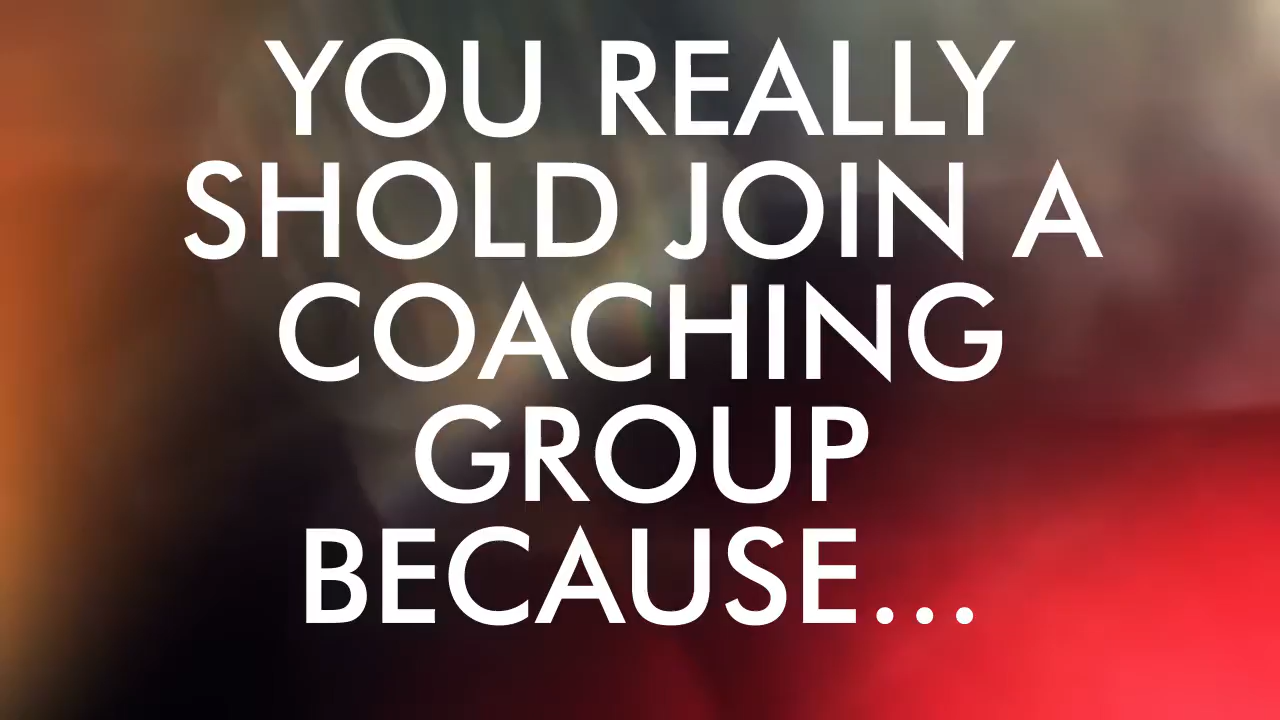 YOU REALLY
SHOLD JOIN A
COACHING
GROUP
BECAUSE...